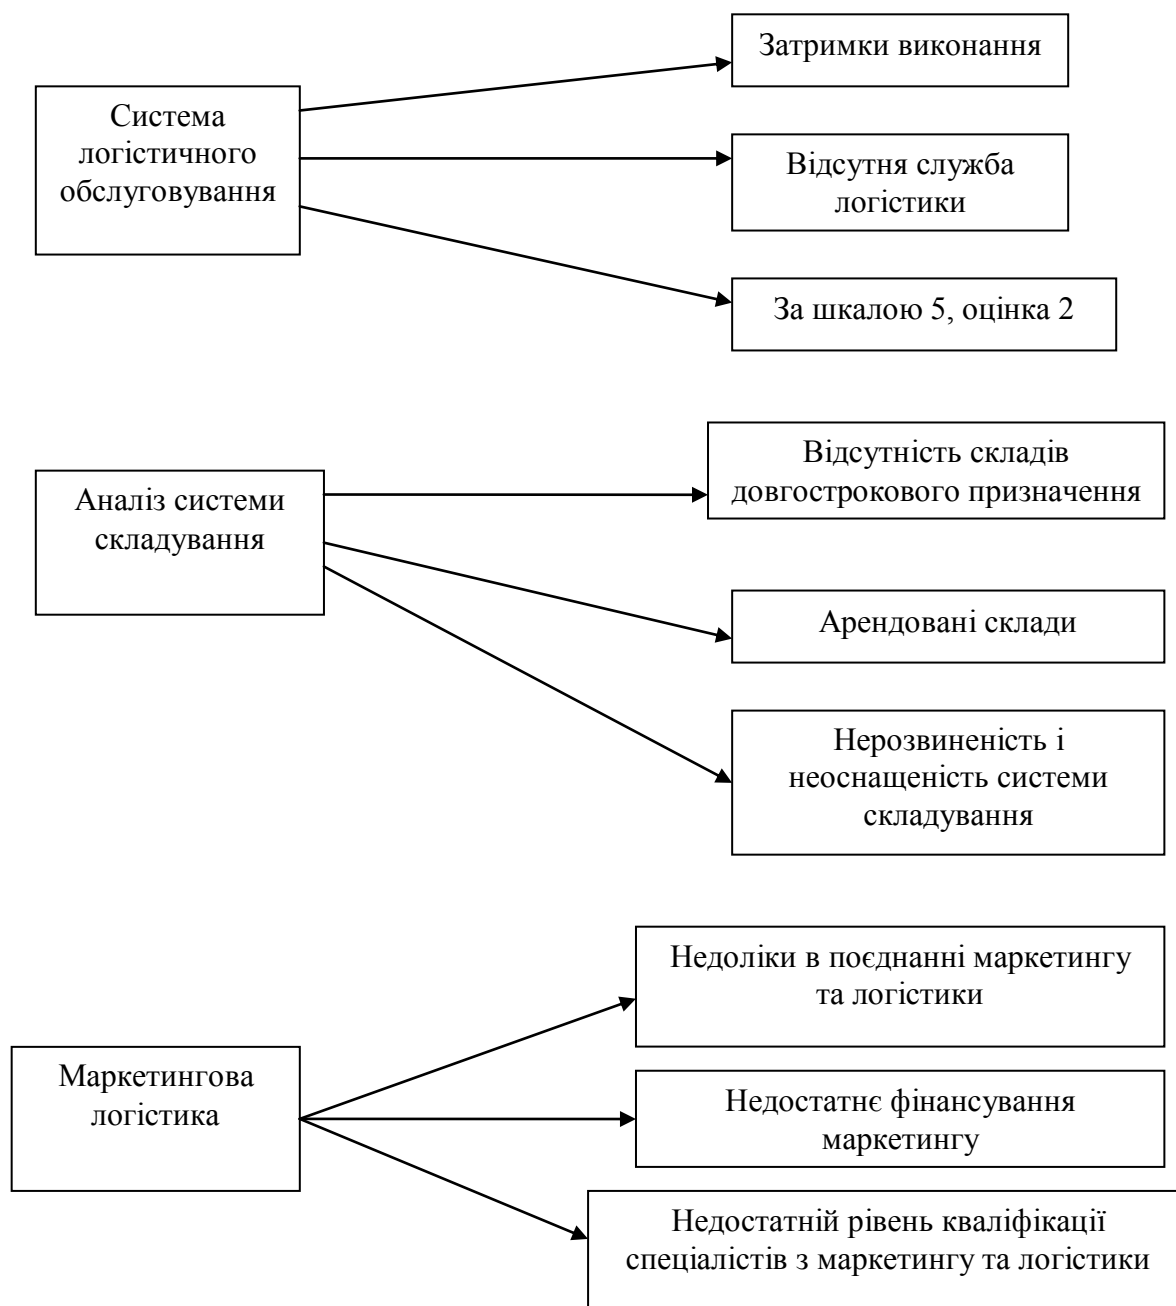 Затримки виконання
Система
логістичного
обслуговування
Відсутня служба
логістики
За шкалою 5, оцінка 2
Відсутність складів
довгострокового призначення
Аналіз системи
складування
Арендовані склади
Нерозвиненість і
неоснащеність системи
складування
Недоліки в поєднанні маркетингу
та логістики
Маркетингова
логістика
Недостатнє фінансування
маркетингу
Недостатній рівень кваліфікації
спеціалістів з маркетингу та логістики